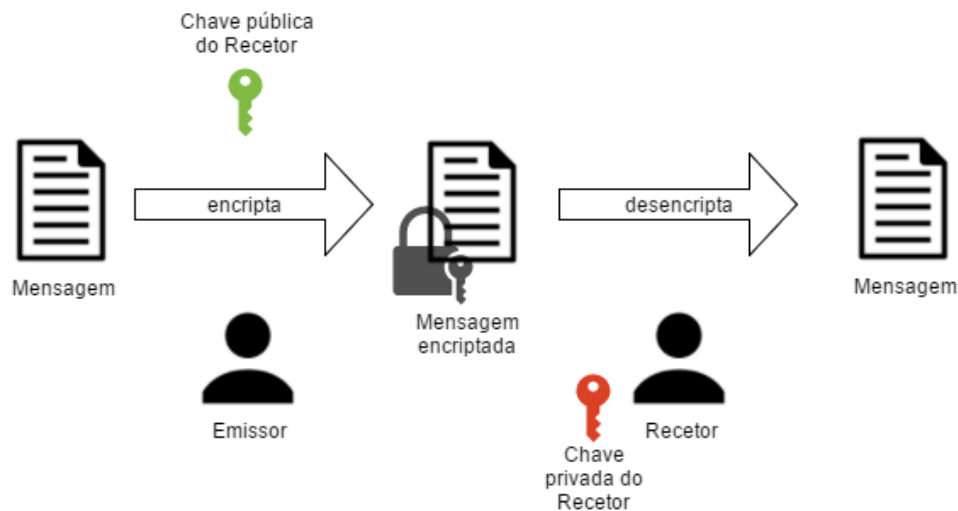 Chave pública
do Recetor
encripta
desencripta
Mensagem
Mensagem
encriptada
Mensagem
Emissor
Recetor
Chave
privada do
Recetor